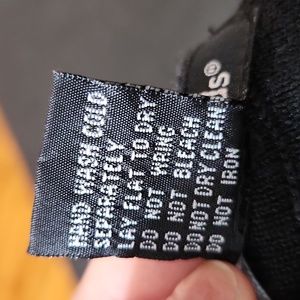 HAND WASH COLD
SEPARATELY
LAY FLAT TO DRY
DO NOT WRING
DO NOT BLEACH
DO NOT DRY CLEAN
DO NOT IRON
ds®